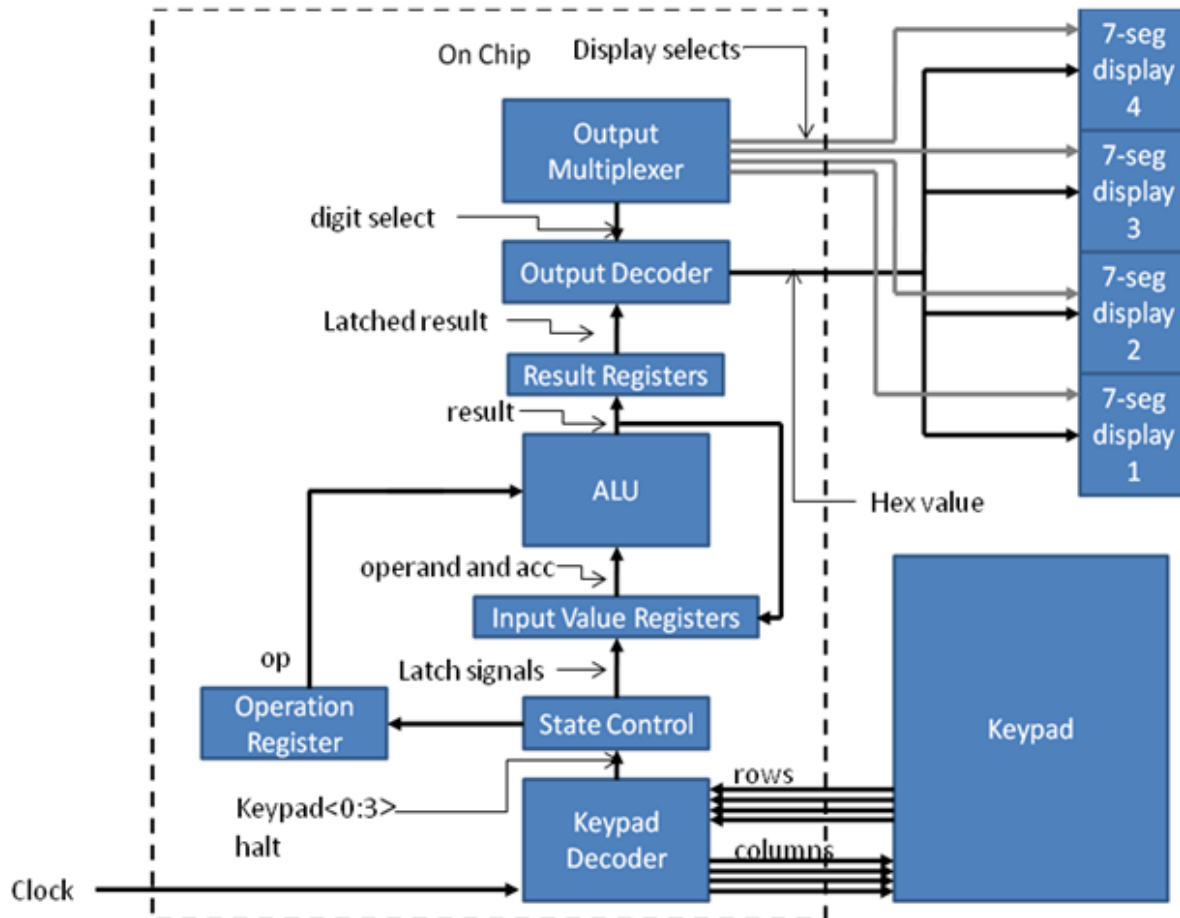 On Chip
Display selects
7-seg
display
4
Output
Multiplexer
7-seg
display
3
digit select
Output Decoder
7-seg
display
2
Latched result
Result Registers
7-seg
display
1
result
ALU
Hex value
operand and acc
Input Value Registers
op
Latch signals
Operation
Register
State Control
Keypad
rows
Keypad<0:3>
halt
Keypad
Decoder
columns
Clock